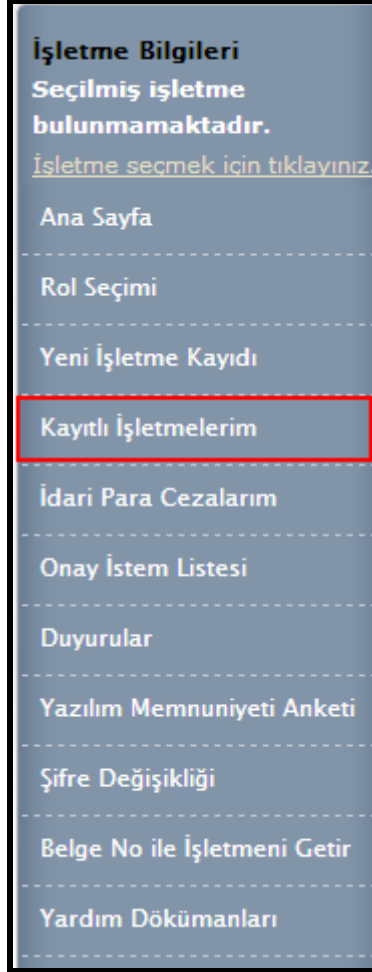 İşletme Bilgileri
Seçilmiş işletme
bulunmamaktadır.
İşletme seçmek için tıklayınız.
Ana Sayfa
Rol Seçimi
Yeni İşletme Kayıdı
Kayıtlı İşletmelerim
İdari Para Cezalarım
Onay İstem Listesi
Duyurular
Yazılım Memnuniyeti Anketi
Şifre Değişikliği
Belge No ile İşletmeni Getir
Yardım Dökümanları